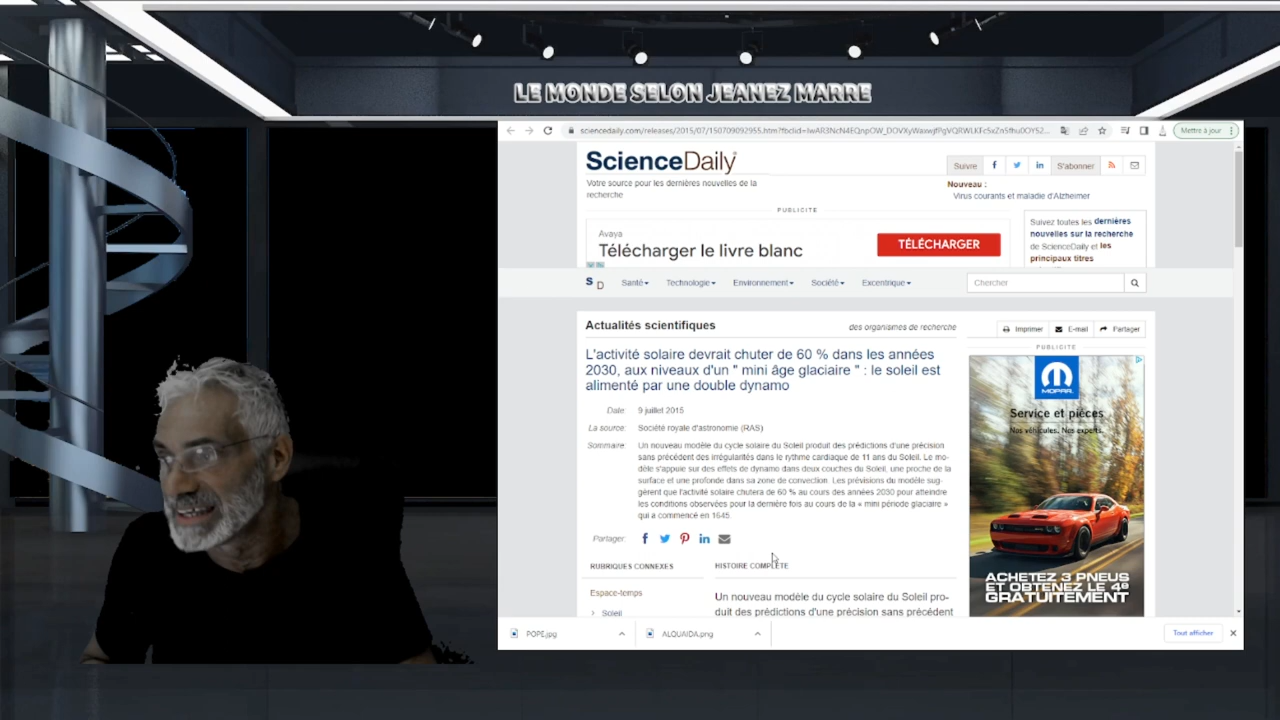 LE MONDE SELON JEANEZ MARRE
Mettre à jour
ScienceDaily
Votre source pour les dernières nouvelles de la
recherche
Suivre
S'abonner
Nouveau :
Virus courants et maladie d'Alzheimer
PUBLICITÉ
Avaya
Télécharger le livre blanc
TÉLÉCHARGER
Suivez toutes les dernières
nouvelles sur la recherche
de ScienceDaily et les
principaux titres
S D
Santé
Technologie
Environnement
Société
Excentrique
Chercher
Actualités scientifiques
des organismes de recherche
Imprimer
E-mail
Partager
PUBLICITÉ
L'activité solaire devrait chuter de 60 % dans les années
2030, aux niveaux d'un " mini âge glaciaire " : le soleil est
alimenté par une double dynamo
Date: 9 juillet 2015
La source: Société royale d'astronomie (RAS)
Sommaire: Un nouveau modèle du cycle solaire du Soleil produit des prédictions d'une précision
sans précédent des irrégularités dans le rythme cardiaque de 11 ans du Soleil. Le mo-
dèle s'appuie sur des effets de dynamo dans deux couches du Soleil, une proche de la
surface et une profonde dans sa zone de convection. Les prévisions du modèle sug-
gèrent que l'activité solaire chutera de 60 % au cours des années 2030 pour atteindre
les conditions observées pour la dernière fois au cours de la « mini période glaciaire »
qui a commencé en 1645.
Partager:
RUBRIQUES CONNEXES
Espace-temps
Soleil
HISTOIRE COMPLÈTE
Un nouveau modèle du cycle solaire du Soleil pro-
duit des prédictions d'une précision sans précédent
MOPAR
Service et pièces
Nos véhicules. Nos experts.
ACHETEZ 3 PNEUS
ET OBTENEZ LE 4e
GRATUITEMENT
POPE.jpg
ALQUAIDA.png
Tout afficher